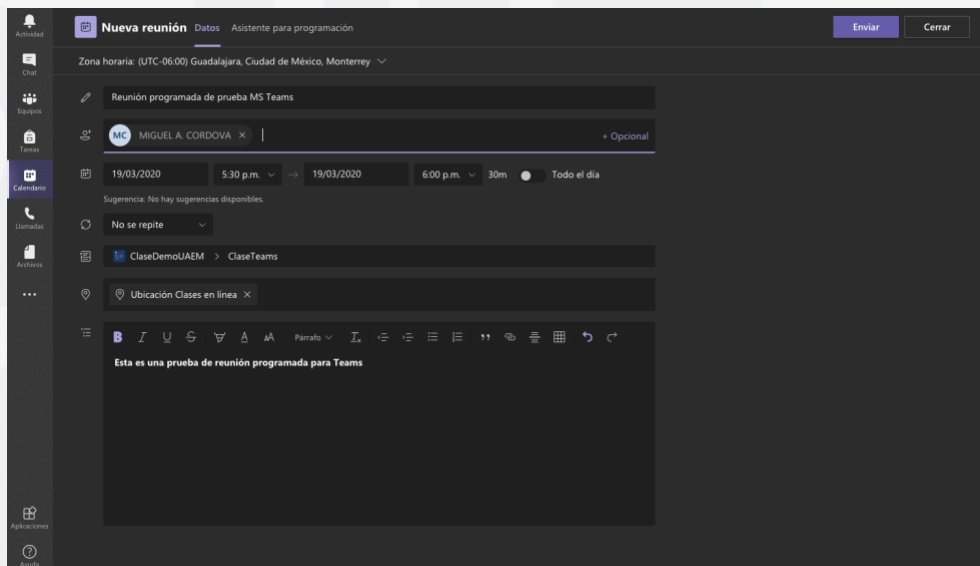 Actividad
Chat
Equipos
Tareas
Calendario
Llamadas
Archivos
Aplicaciones
Ayuda
Nueva reunión Datos Asistente para programación Enviar Cerrar
Zona horaria: (UTC-06:00) Guadalajara, Ciudad de México, Monterrey
Reunión programada de prueba MS Teams
MC MIGUEL A. CORDOVA × + Opcional
19/03/2020 5:30 p.m. → 19/03/2020 6:00 p.m. 30m Todo el día
Sugerencia: No hay sugerencias disponibles.
No se repite
ClaseDemoUAEM > ClaseTeams
Ubicación Clases en línea ×
B I U S A AA Párrafo Ix
Esta es una prueba de reunión programada para Teams